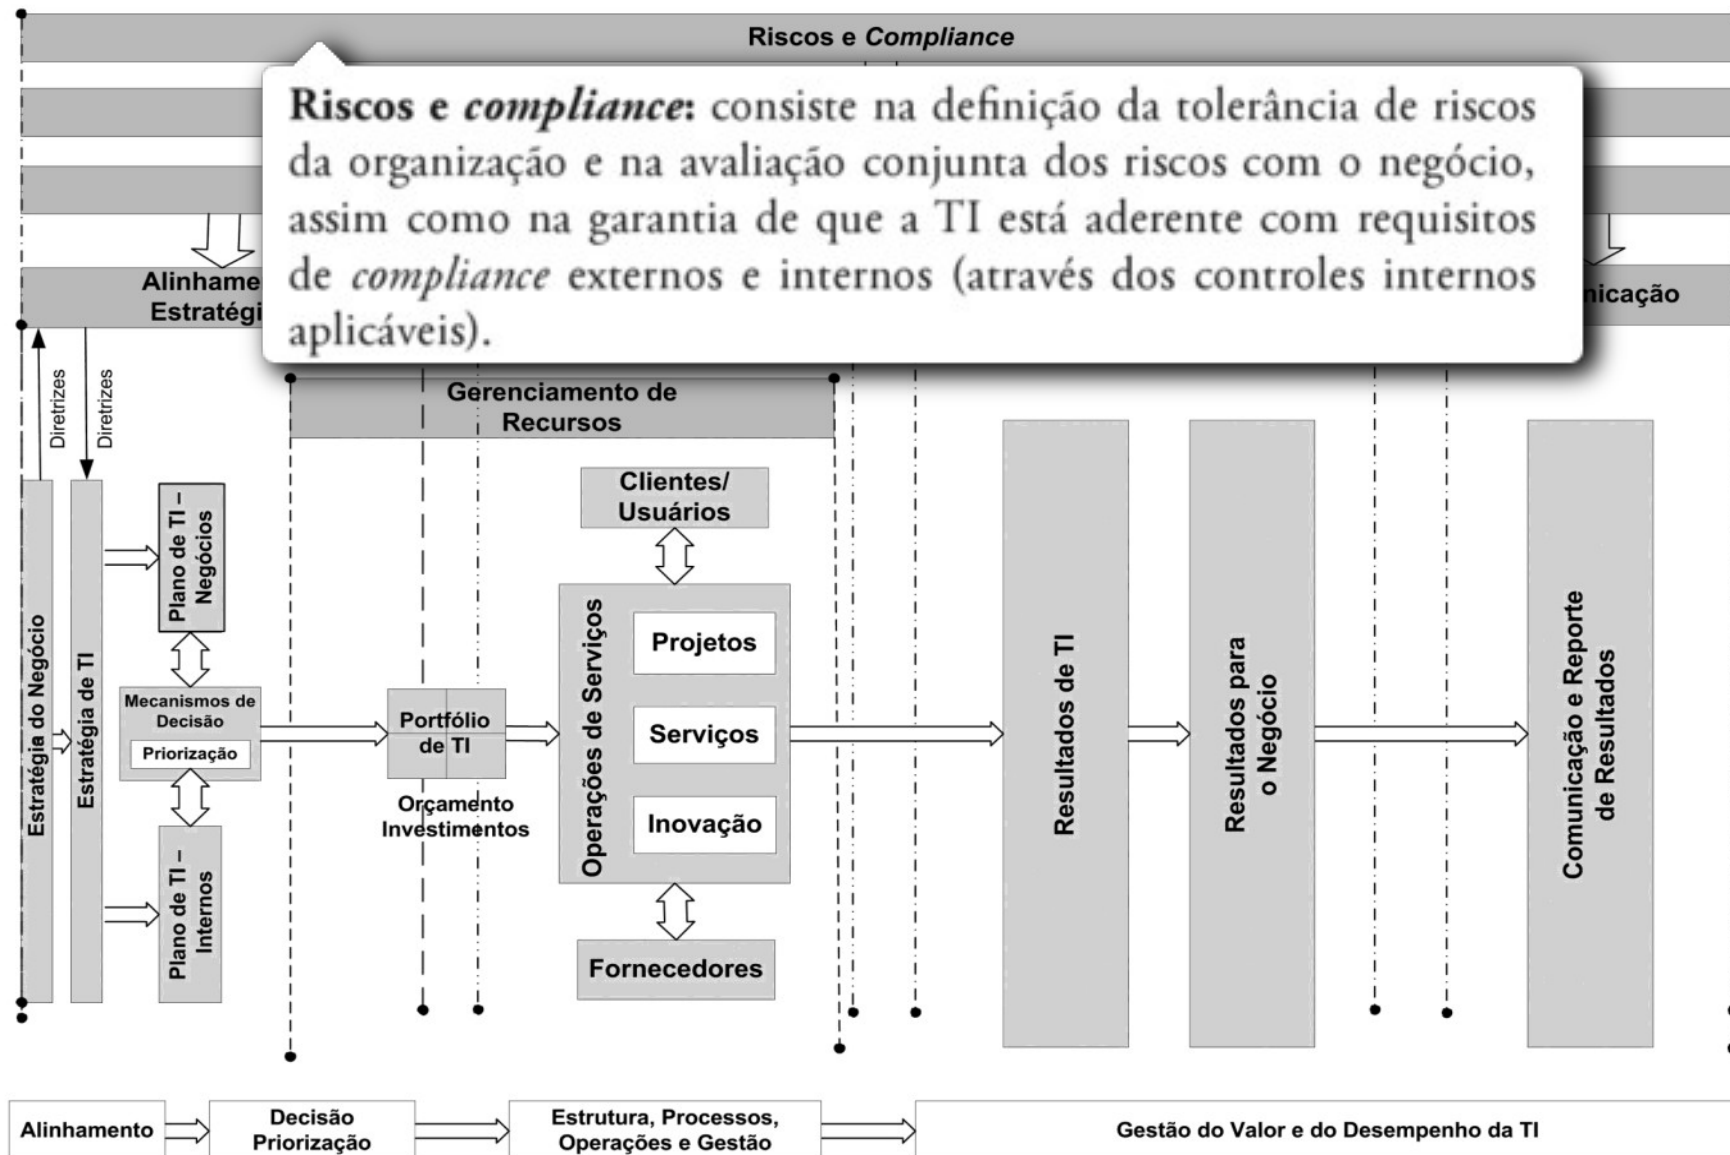 Riscos e Compliance
Riscos e compliance: consiste na definição da tolerância de riscos
da organização e na avaliação conjunta dos riscos com o negócio,
assim como na garantia de que a TI está aderente com requisitos
de compliance externos e internos (através dos controles internos
aplicáveis).
Diretrizes
Diretrizes
Gerenciamento de
Recursos
Estratégia do Negócio
Estratégia de TI
Plano de TI –
Negócios
Mecanismos de
Decisão
Priorização
Plano de TI –
Internos
Portfólio
de TI
Orçamento
Investimentos
Clientes/
Usuários
Operações de Serviços
Projetos
Serviços
Inovação
Fornecedores
Resultados de TI
Resultados para
o Negócio
Comunicação e Reporte
de Resultados
Alinhamento
Decisão
Priorização
Estrutura, Processos,
Operações e Gestão
Gestão do Valor e do Desempenho da TI